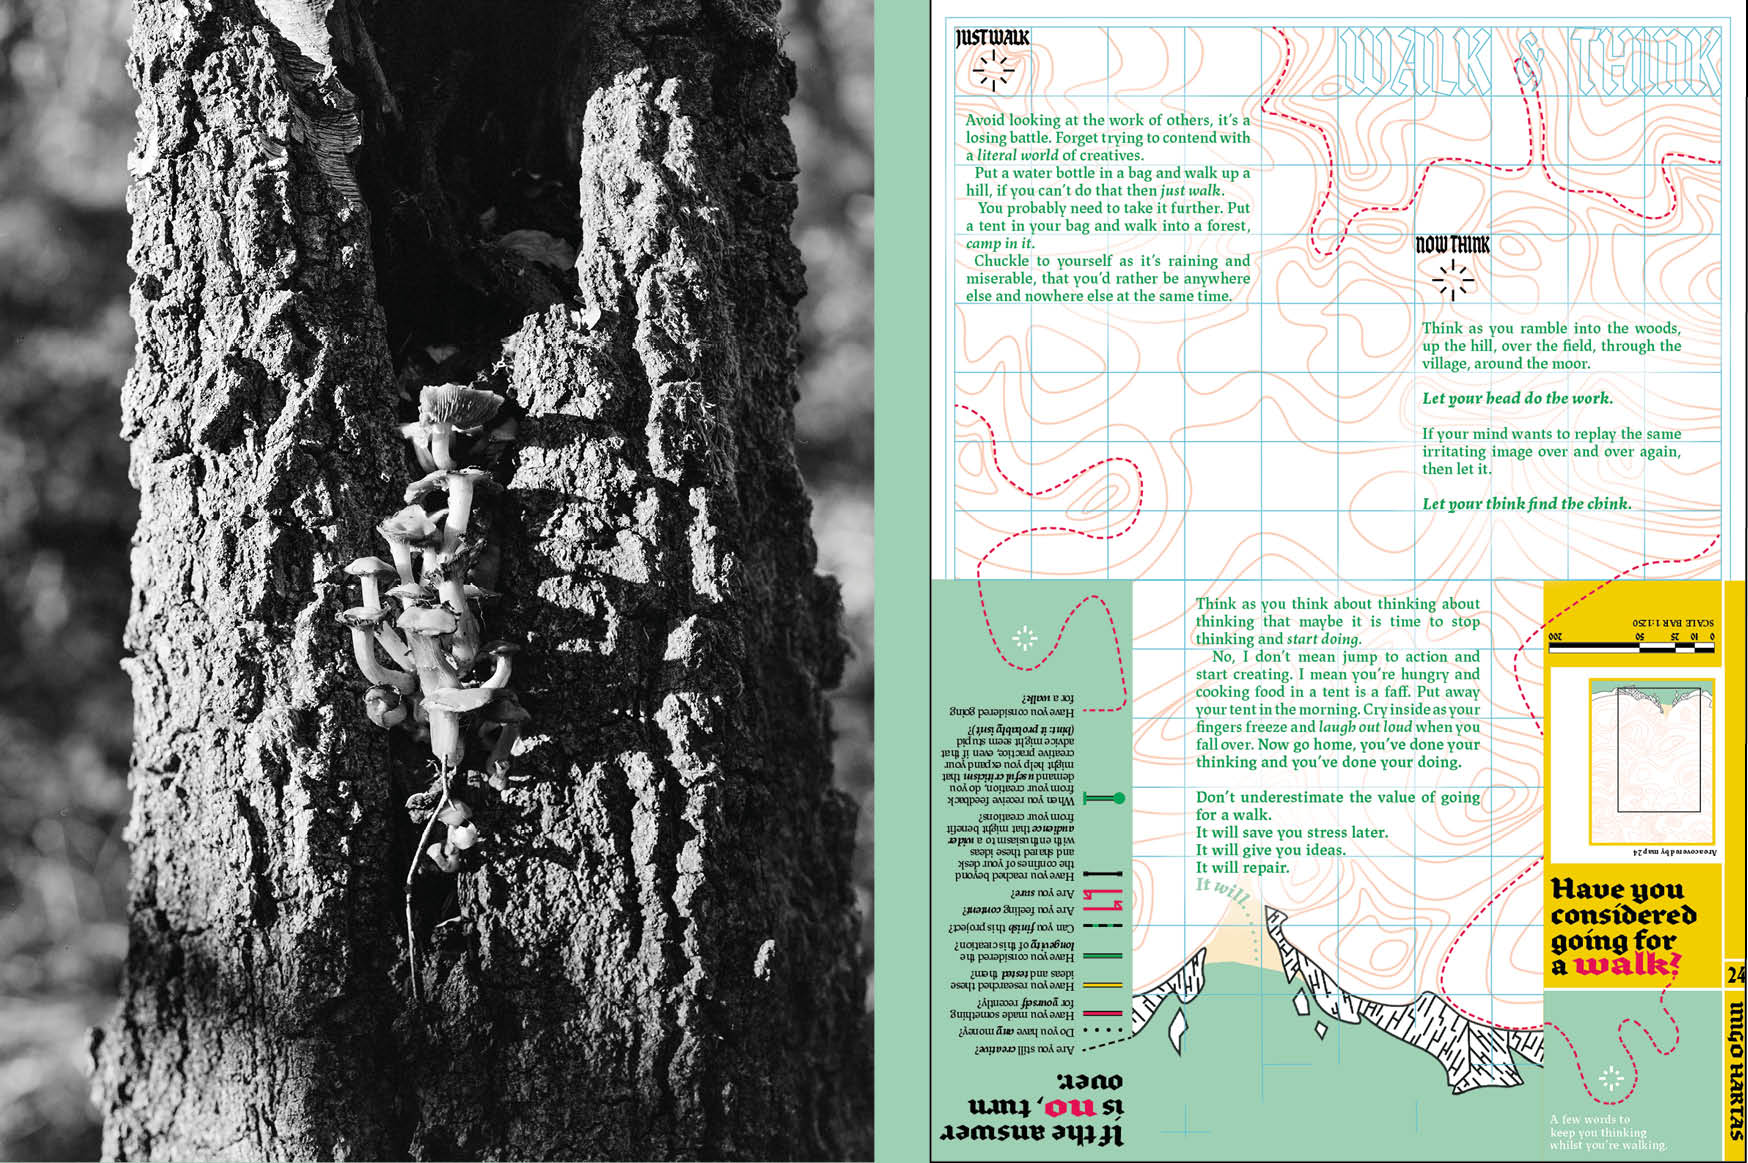 JUST WALK
WALK & THINK
Avoid looking at the work of others, it's a
losing battle. Forget trying to contend with
a literal world of creatives.
Put a water bottle in a bag and walk up a
hill, if you can't do that then just walk.
You probably need to take it further. Put
a tent in your bag and walk into a forest,
camp in it.
Chuckle to yourself as it's raining and
miserable, that you'd rather be anywhere
else and nowhere else at the same time.
NOW THINK
Think as you ramble into the woods,
up the hill, over the field, through the
village, around the moor.
Let your head do the work.
If your mind wants to replay the same
irritating image over and over again,
then let it.
Let your think find the chink.
Think as you think about thinking about
thinking that maybe it is time to stop
thinking and start doing.
No, I don't mean jump to action and
start creating. I mean you're hungry and
cooking food in a tent is a faff. Put away
your tent in the morning. Cry inside as your
fingers freeze and laugh out loud when you
fall over. Now go home, you've done your
thinking and you've done your doing.
Don't underestimate the value of going
for a walk.
It will save you stress later.
It will give you ideas.
It will repair.
It will...
If the answer
is no, turn
over.
Are you still creative?
Do you have any money?
Have you made something
for yourself recently?
Have you researched these
ideas and tested them?
Have you considered the
longevity of this creation?
Can you finish this project?
Are you feeling content?
Are you sure?
Have you reached beyond
the confines of your desk
and shared these ideas
with enthusiasm to a wider
audience that might benefit
from your creations?
When you receive feedback
from your creation, do you
demand useful criticism that
might help you expand your
creative practice, even if that
advice might seem stupid
(hint: it probably isn't)?
Have you considered going
for a walk?
SCALE BAR 1:1250
0 10 25 50 200
Area covered by map 24
Have you
considered
going for
a walk?
24
INIGO HARTAS
A few words to
keep you thinking
whilst you're walking.